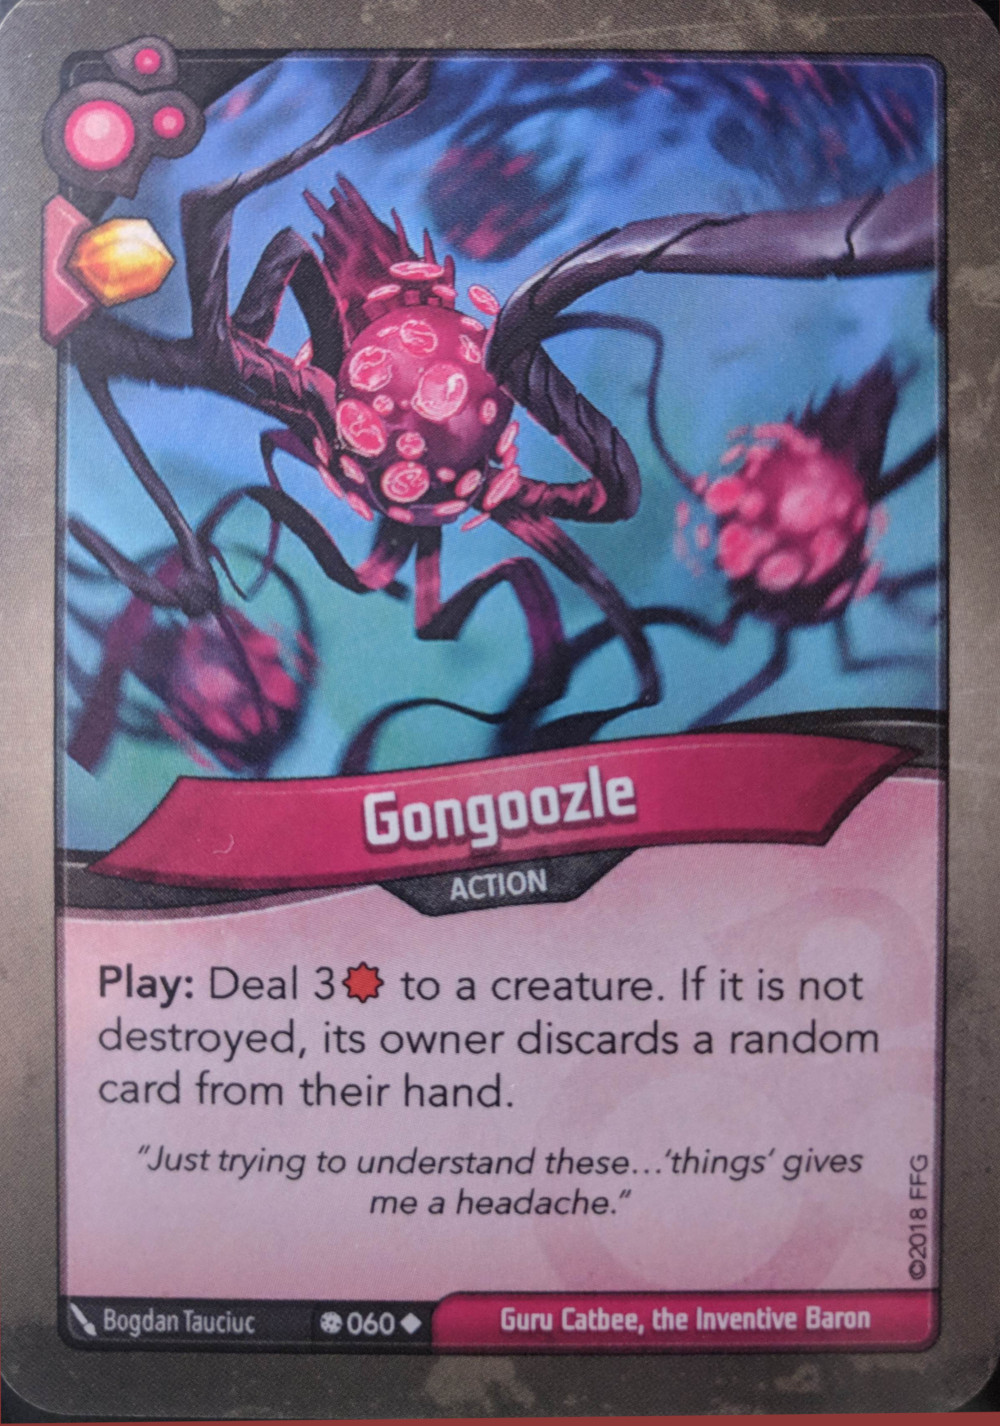 Gongoozle
ACTION
Play: Deal 3 to a creature. If it is not
destroyed, its owner discards a random
card from their hand.
“Just trying to understand these...‘things’ gives
me a headache.”
©2018 FFG
Bogdan Tauciuc
060
Guru Catbee, the Inventive Baron